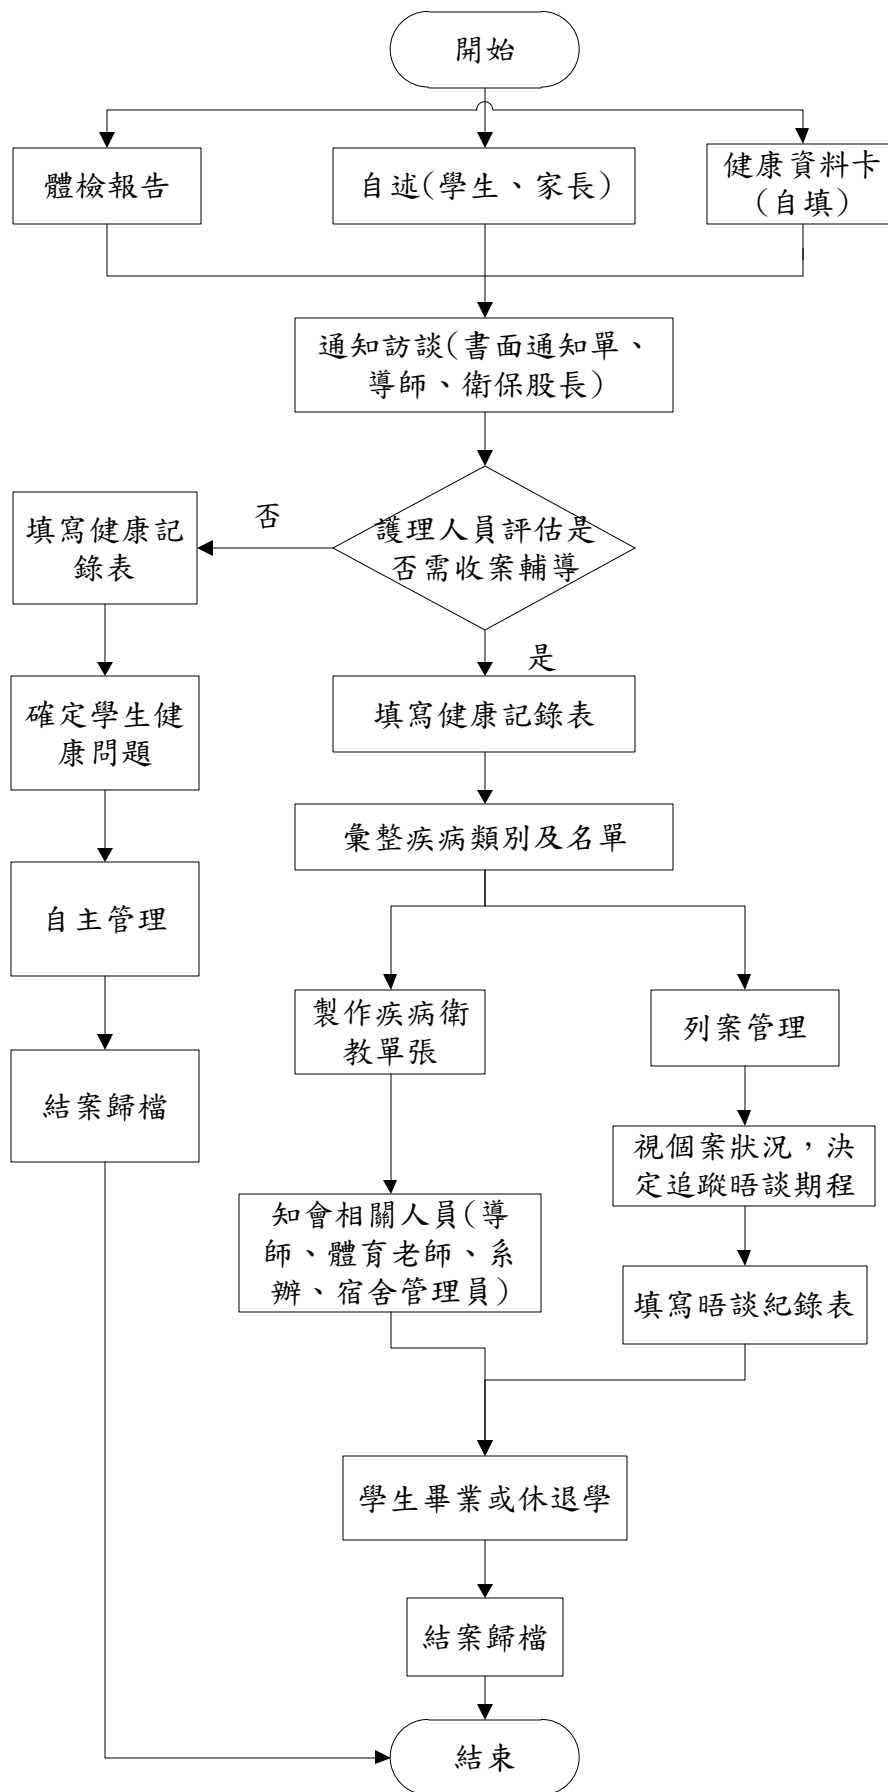 開始
體檢報告
自述(學生、家長)
健康資料卡
(自填)
通知訪談(書面通知單、
導師、衛保股長)
護理人員評估是
否需收案輔導
否
填寫健康記
錄表
是
填寫健康記錄表
確定學生健
康問題
彙整疾病類別及名單
自主管理
製作疾病衛
教單張
列案管理
結案歸檔
視個案狀況，決
定追蹤晤談期程
知會相關人員(導
師、體育老師、系
辦、宿舍管理員)
填寫晤談紀錄表
學生畢業或休退學
結案歸檔
結束